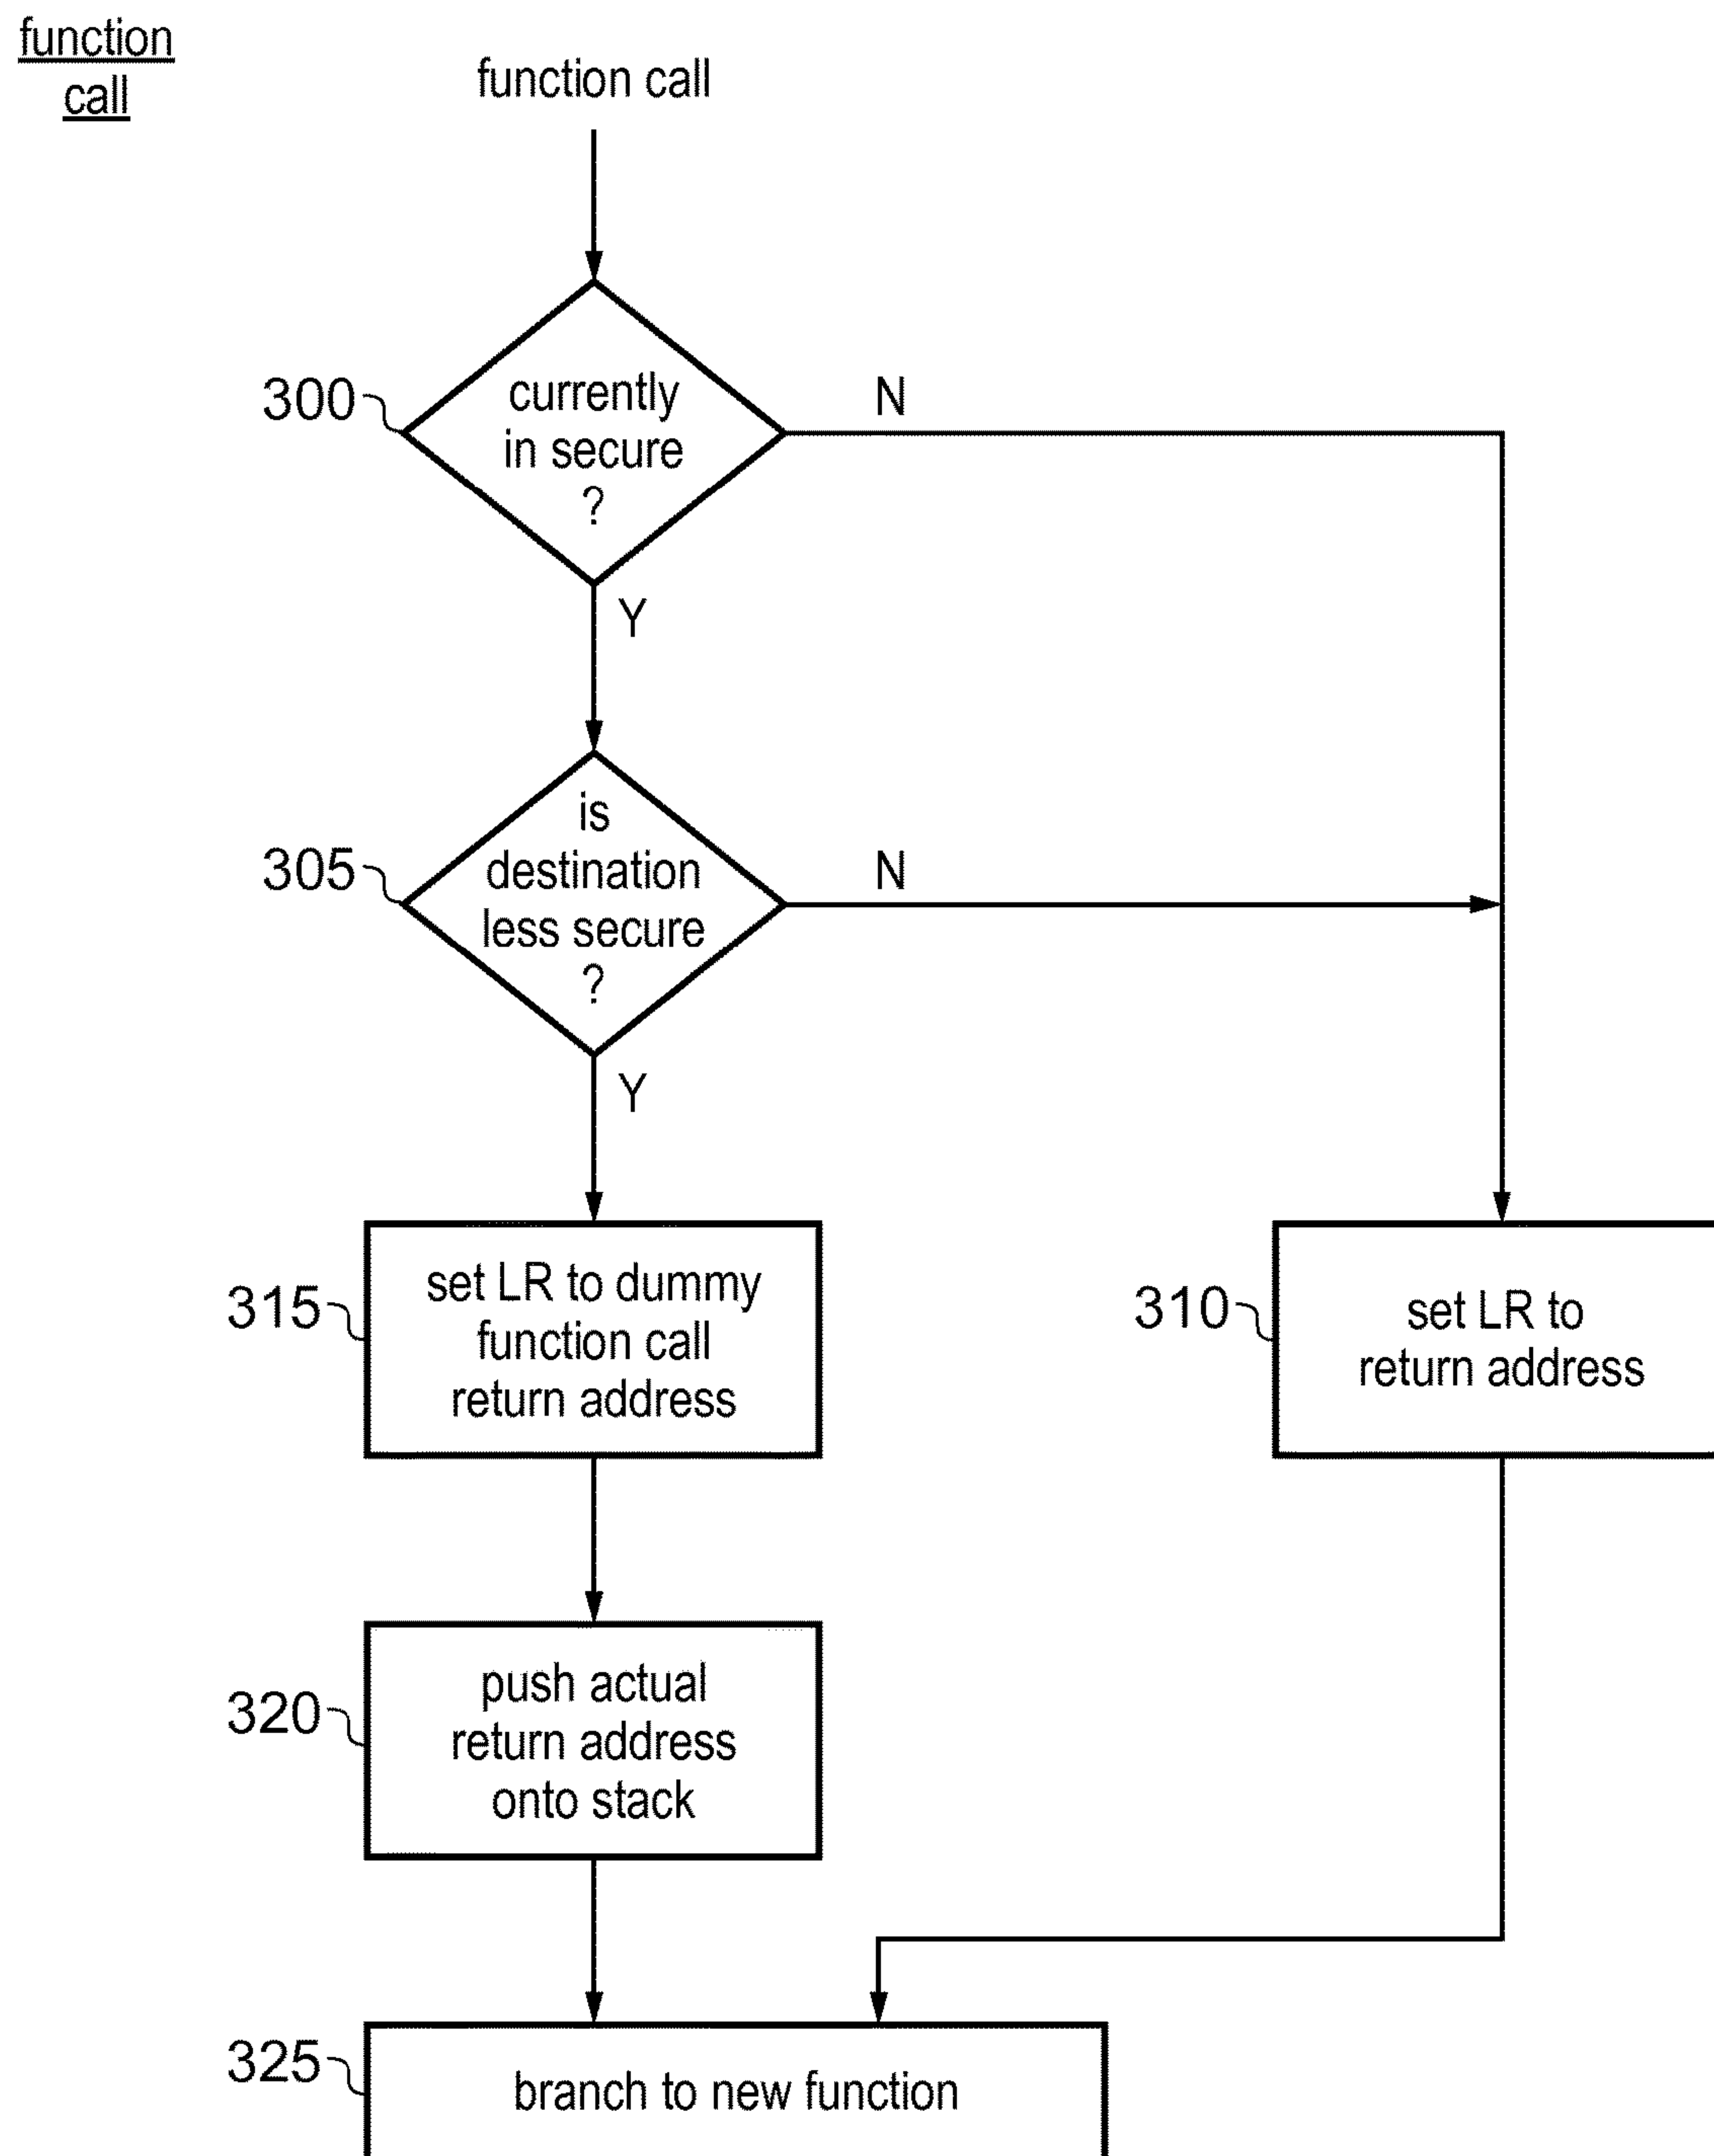 function
call
function call
300
currently
in secure
?
N
Y
305
is
destination
less secure
?
N
Y
315
set LR to dummy
function call
return address
310
set LR to
return address
320
push actual
return address
onto stack
325
branch to new function